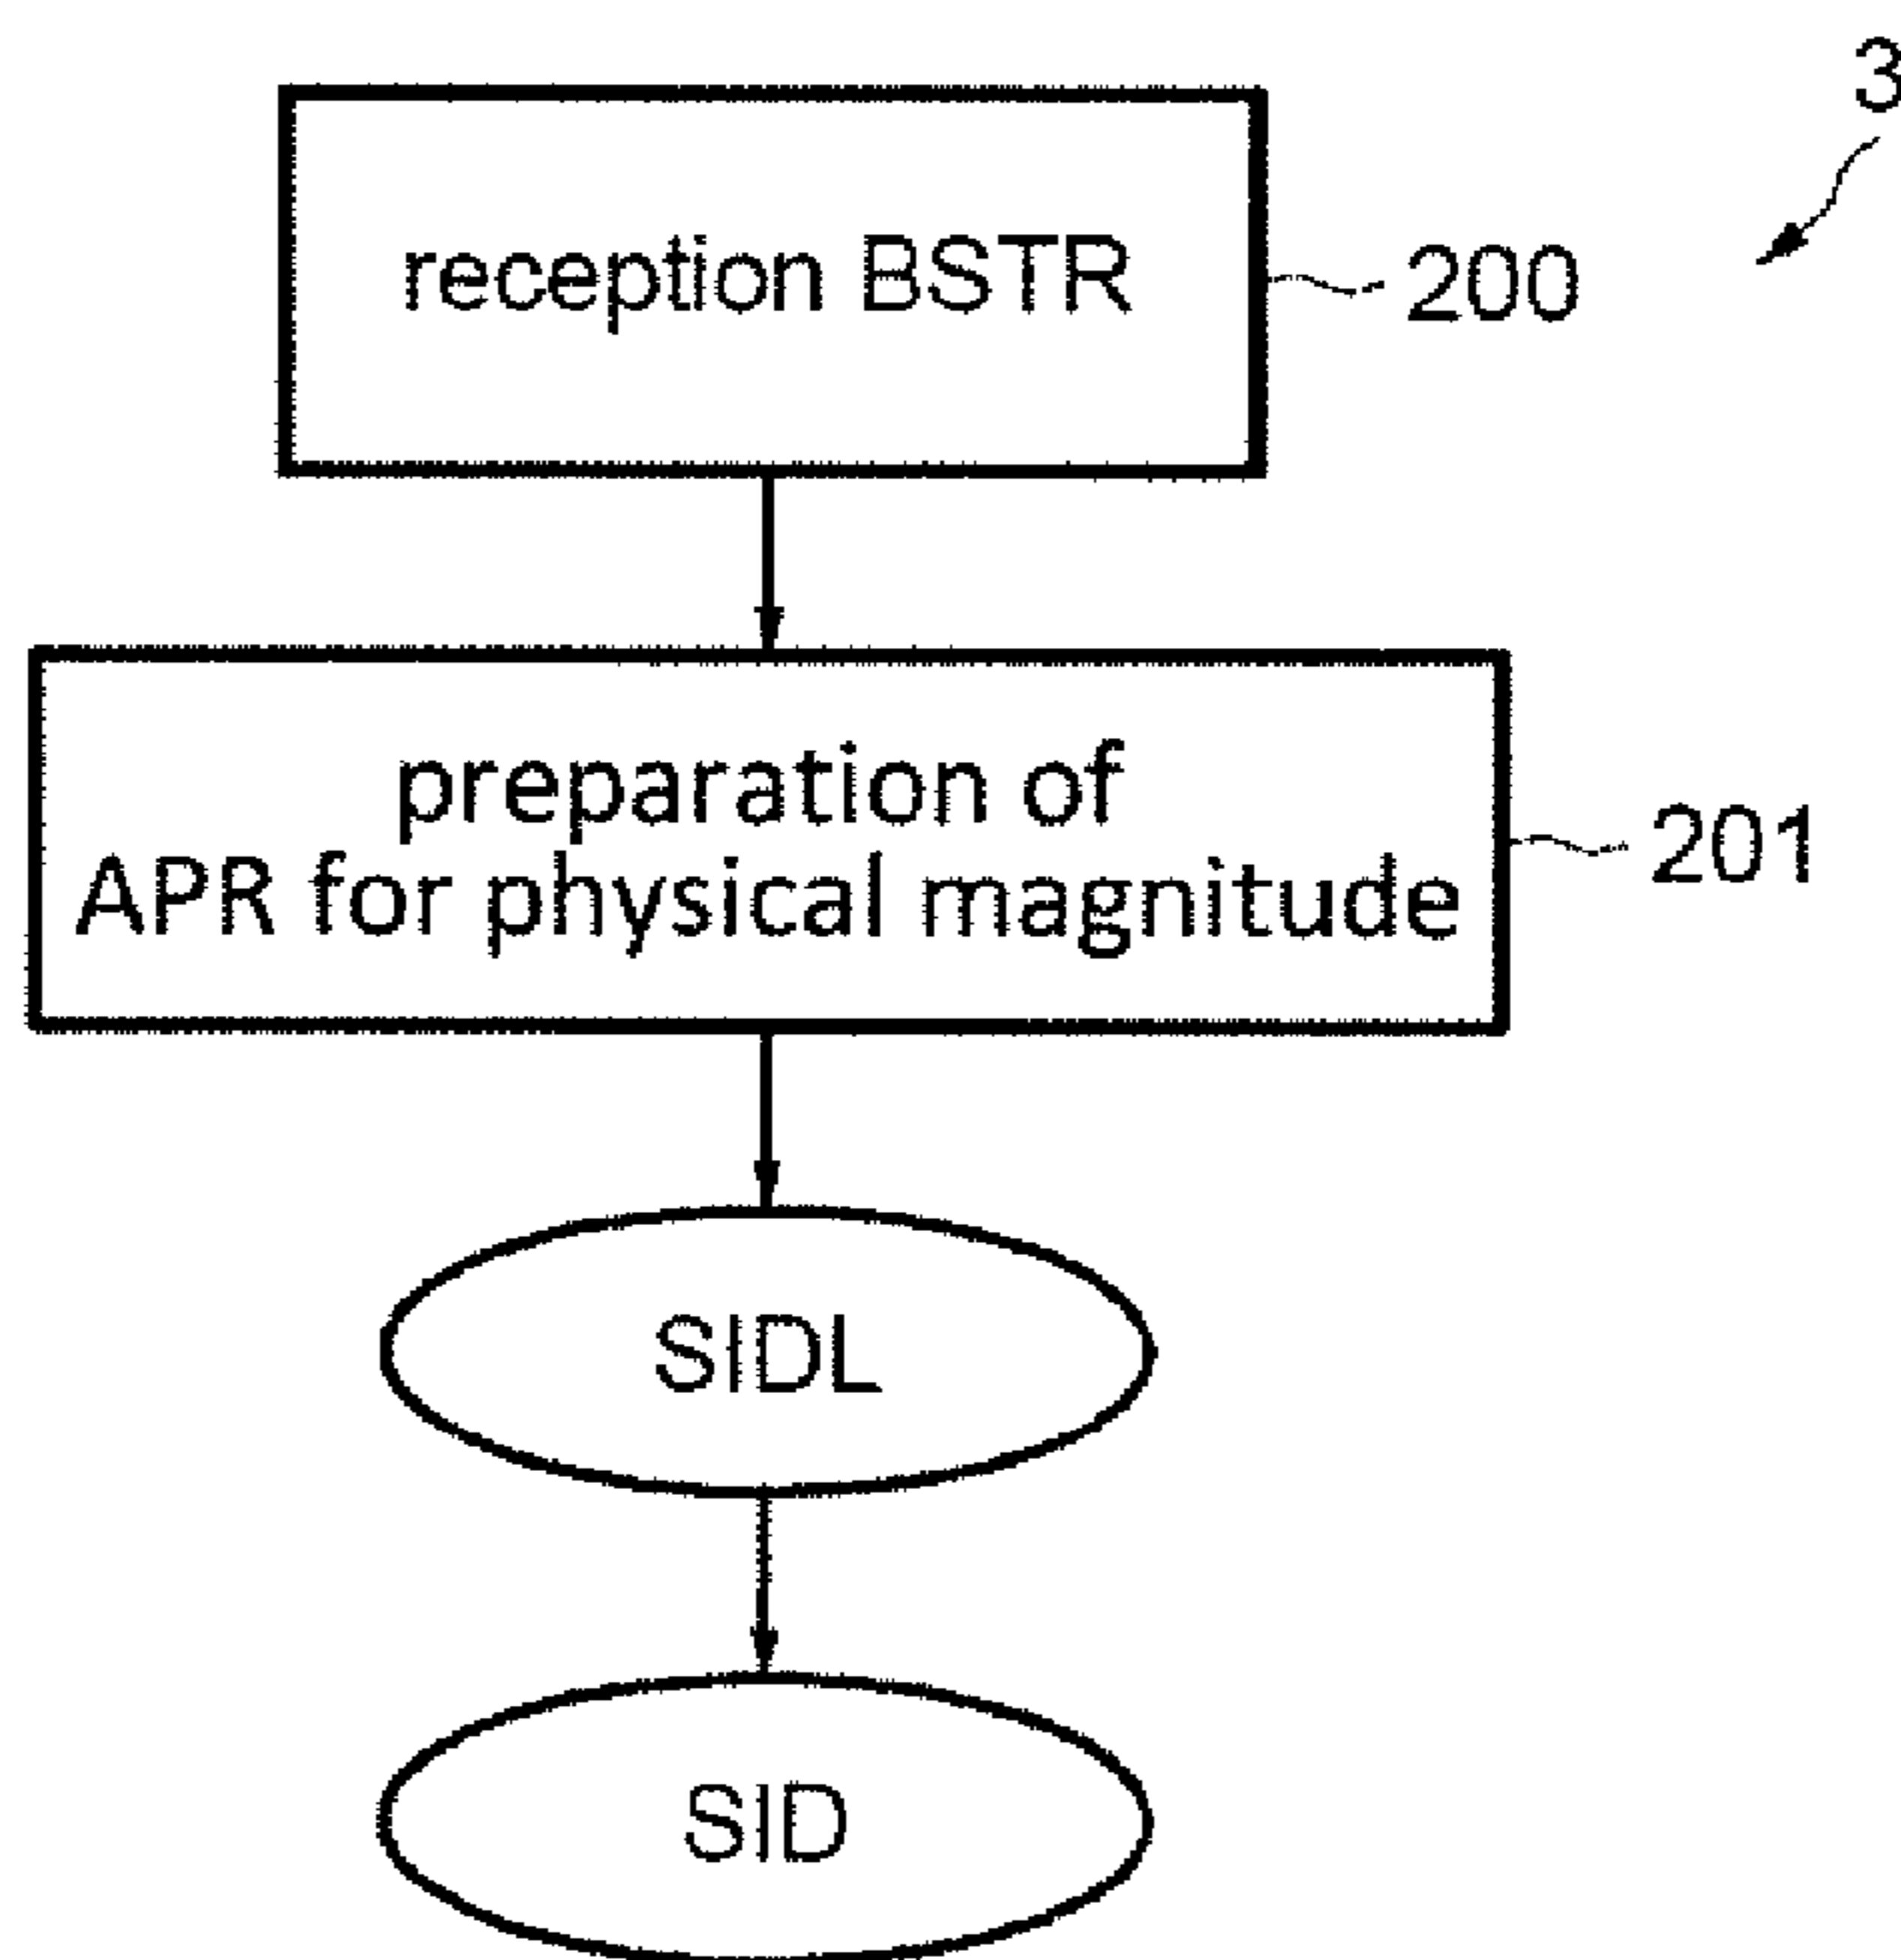 3
reception BSTR
200
preparation of
APR for physical magnitude
201
SIDL
SID